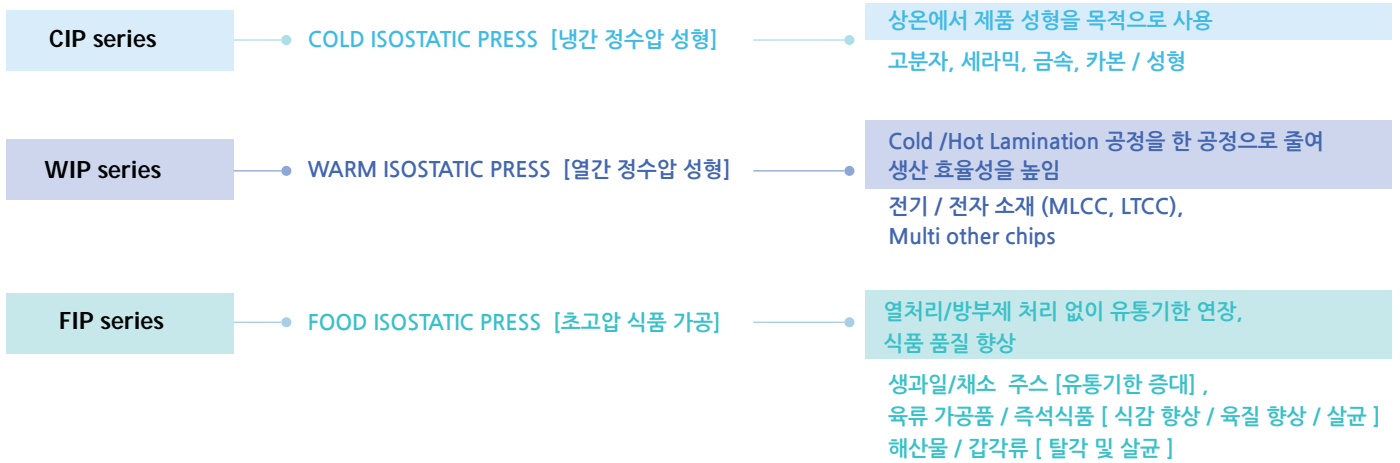 CIP series
COLD ISOSTATIC PRESS [냉간 정수압 성형]
상온에서 제품 성형을 목적으로 사용
고분자, 세라믹, 금속, 카본 / 성형
WIP series
WARM ISOSTATIC PRESS [열간 정수압 성형]
Cold /Hot Lamination 공정을 한 공정으로 줄여
생산 효율성을 높임
전기 / 전자 소재 (MLCC, LTCC),
Multi other chips
FIP series
FOOD ISOSTATIC PRESS [초고압 식품 가공]
열처리/방부제 처리 없이 유통기한 연장,
식품 품질 향상
생과일/채소 주스 [유통기한 증대] ,
육류 가공품 / 즉석식품 [ 식감 향상 / 육질 향상 / 살균 ]
해산물 / 갑각류 [ 탈각 및 살균 ]